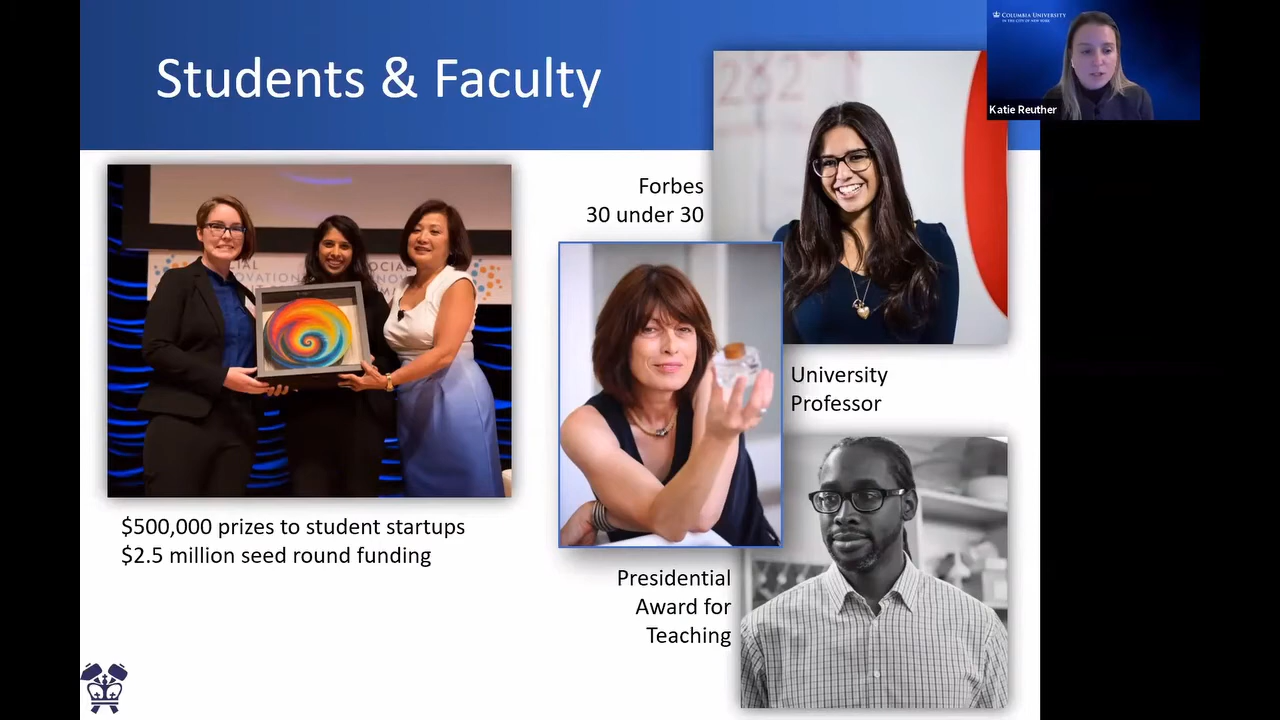 Students & Faculty
COLUMBIA UNIVERSITY
IN THE CITY OF NEW YORK
Katie Reuther
282
Forbes
30 under 30
University
Professor
$500,000 prizes to student startups
$2.5 million seed round funding
Presidential
Award for
Teaching